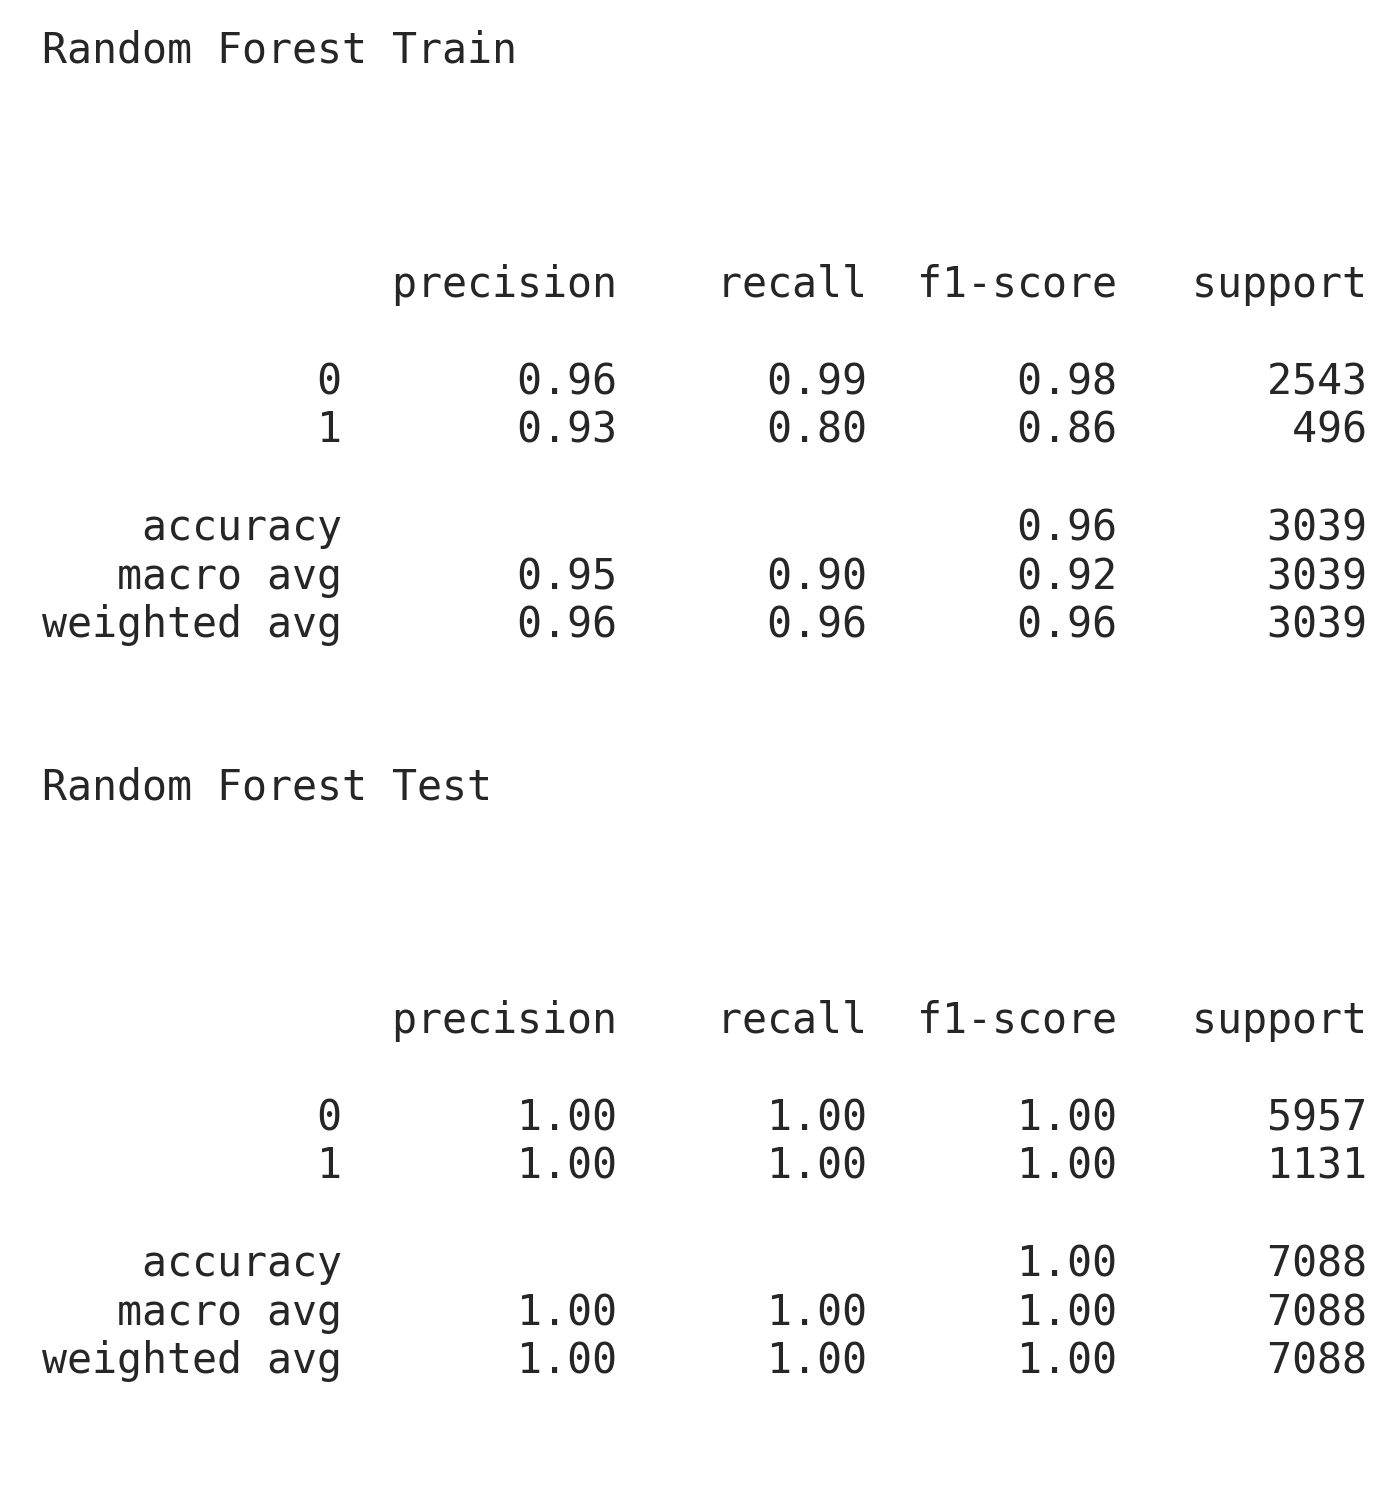 Random Forest Train
precision recall f1-score support
0 0.96 0.99 0.98 2543
1 0.93 0.80 0.86 496
accuracy 0.96 3039
macro avg 0.95 0.90 0.92 3039
weighted avg 0.96 0.96 0.96 3039
Random Forest Test
precision recall f1-score support
0 1.00 1.00 1.00 5957
1 1.00 1.00 1.00 1131
accuracy 1.00 7088
macro avg 1.00 1.00 1.00 7088
weighted avg 1.00 1.00 1.00 7088